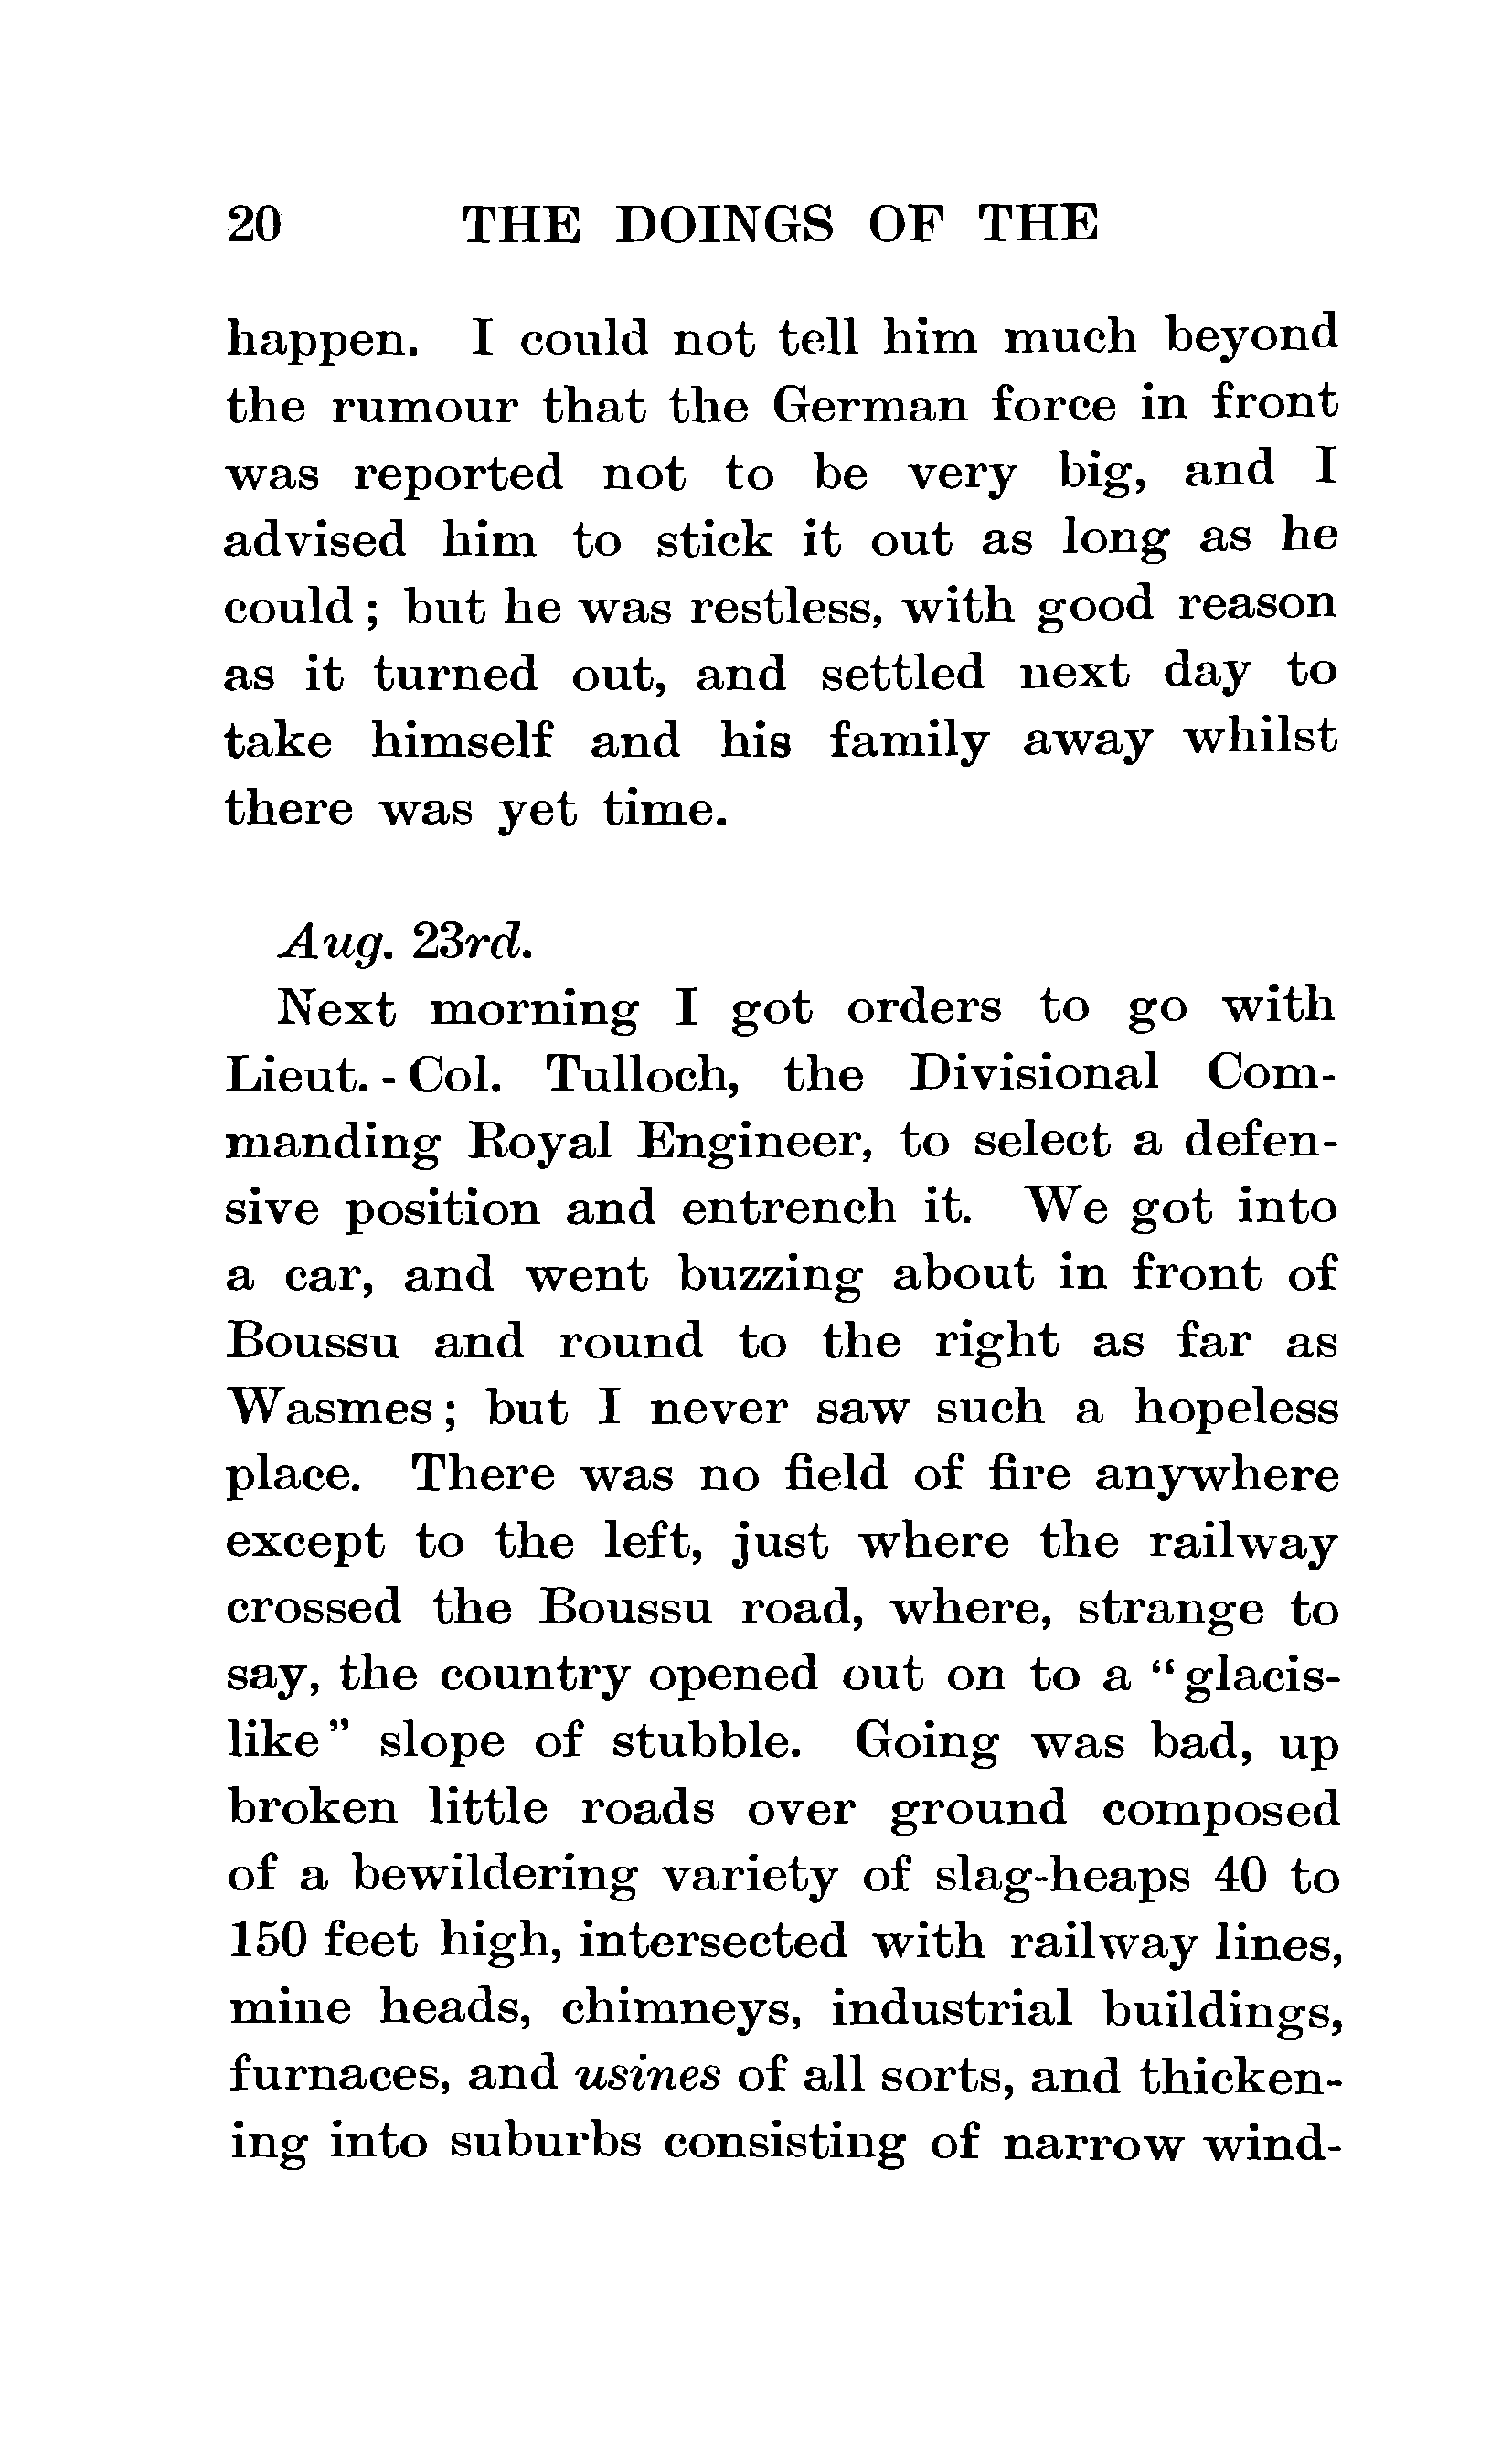 20 THE DOINGS OF THE
happen. I could not tell him much beyond
the rumour that the German force in front
was reported not to be very big, and I
advised him to stick it out as long as he
could ; but he was restless, with good reason
as it turned out, and settled next day to
take himself and his family away whilst
there was yet time.
Aug. 23rd.
Next morning I got orders to go with
Lieut. - Col. Tulloch, the Divisional Com-
manding Royal Engineer, to select a defen-
sive position and entrench it. We got into
a car, and went buzzing about in front of
Boussu and round to the right as far as
Wasmes; but I never saw such a hopeless
place. There was no field of fire anywhere
except to the left, just where the railway
crossed the Boussu road, where, strange to
say, the country opened out on to a “glacis-
like” slope of stubble. Going was bad, up
broken little roads over ground composed
of a bewildering variety of slag-heaps 40 to
150 feet high, intersected with railway lines,
mine heads, chimneys, industrial buildings,
furnaces, and usines of all sorts, and thicken-
ing into suburbs consisting of narrow wind-